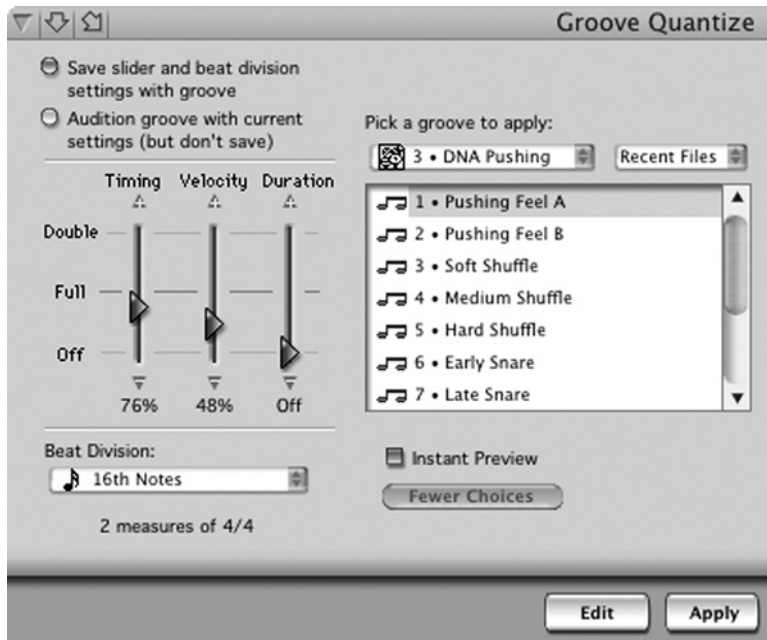 Groove Quantize
Save slider and beat division
settings with groove
Audition groove with current
settings (but don't save)
Timing Velocity Duration
Double
Full
Off
76% 48% Off
Beat Division:
16th Notes
2 measures of 4/4
Pick a groove to apply:
3 • DNA Pushing
Recent Files
1 • Pushing Feel A
2 • Pushing Feel B
3 • Soft Shuffle
4 • Medium Shuffle
5 • Hard Shuffle
6 • Early Snare
7 • Late Snare
Instant Preview
Fewer Choices
Edit
Apply